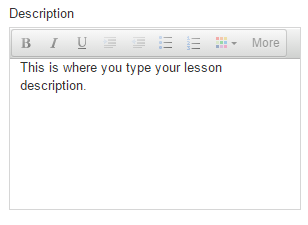 Description
B I U More
This is where you type your lesson
description.